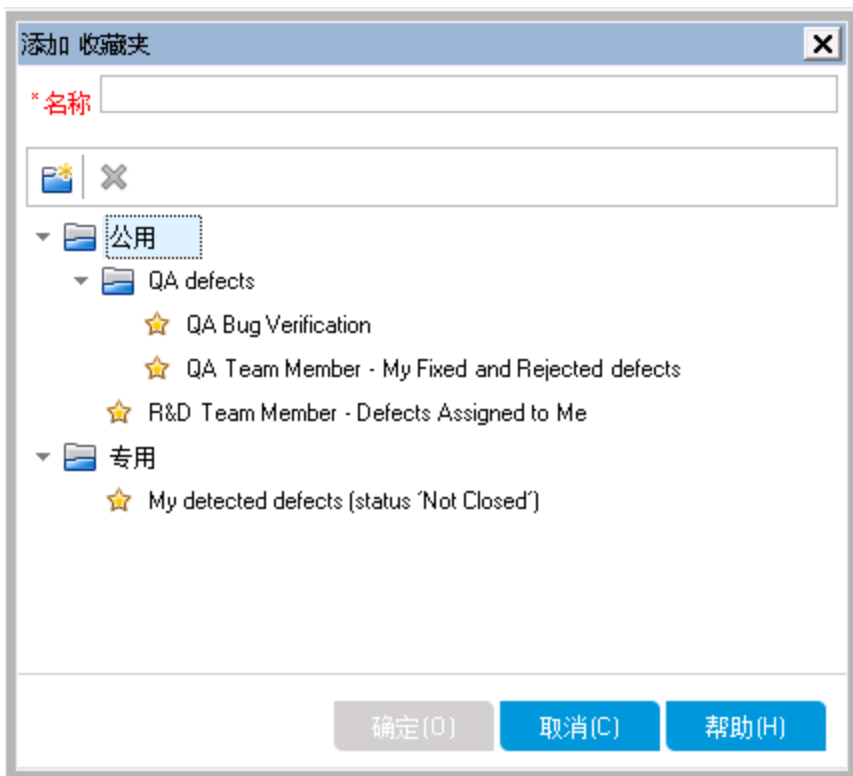 添加 收藏夹
*名称
公用
QA defects
QA Bug Verification
QA Team Member - My Fixed and Rejected defects
R&D Team Member - Defects Assigned to Me
专用
My detected defects (status 'Not Closed')
确定(O) 取消(C) 帮助(H)